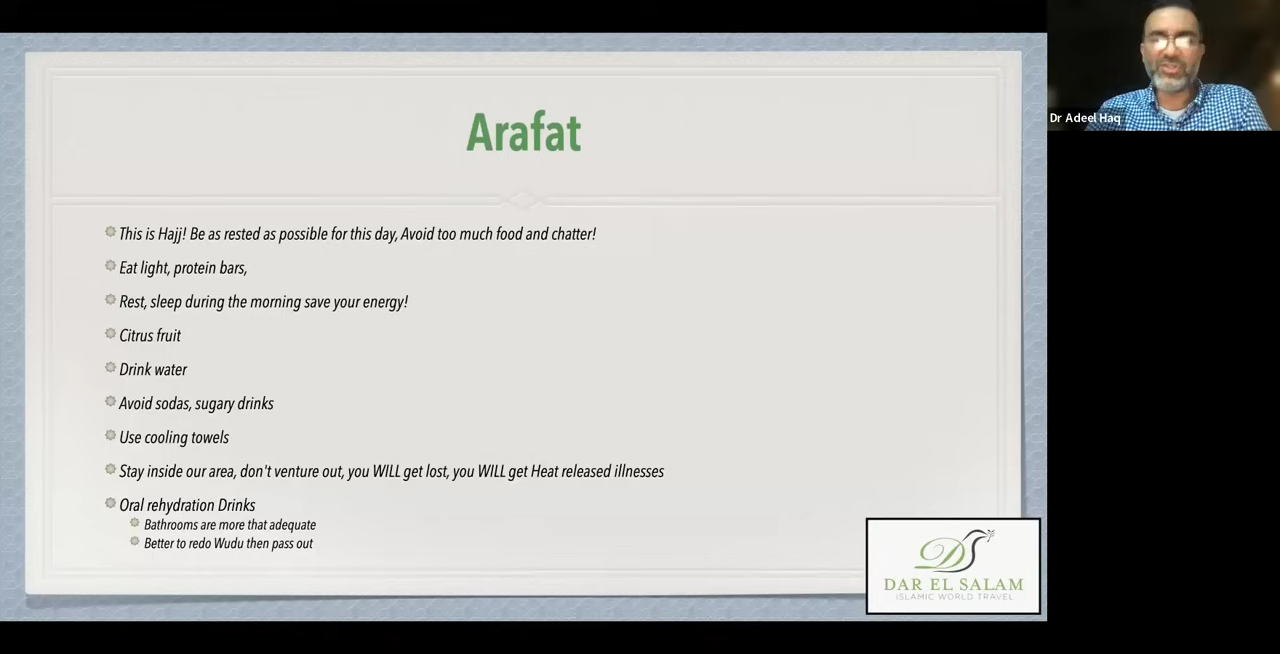 Arafat
This is Hajj! Be as rested as possible for this day, Avoid too much food and chatter!
Eat light, protein bars,
Rest, sleep during the morning save your energy!
Citrus fruit
Drink water
Avoid sodas, sugary drinks
Use cooling towels
Stay inside our area, don't venture out, you WILL get lost, you WILL get Heat released illnesses
Oral rehydration Drinks
Bathrooms are more that adequate
Better to redo Wudu then pass out
DS
DAR EL SALAM
ISLAMIC WORLD TRAVEL
Dr Adeel Haq